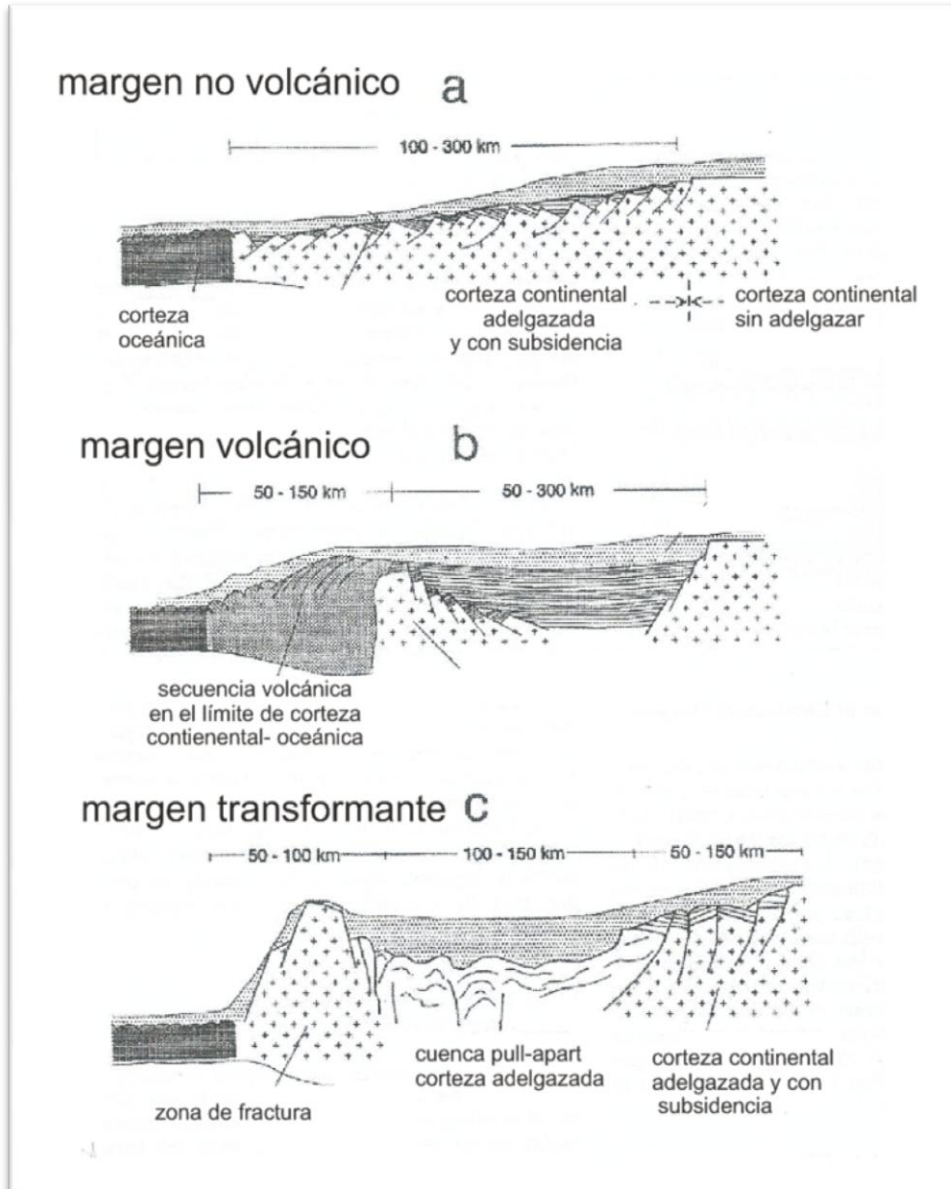 margen no volcánico a
100 - 300 km
corteza continental
adelgazada
y con subsidencia
corteza continental
sin adelgazar
corteza
oceánica
margen volcánico b
50 - 150 km
50 - 300 km
secuencia volcánica
en el límite de corteza
contienental- oceánica
margen transformante C
50 - 100 km
100 - 150 km
50 - 150 km
cuenca pull-apart
corteza adelgazada
corteza continental
adelgazada y con
subsidencia
zona de fractura